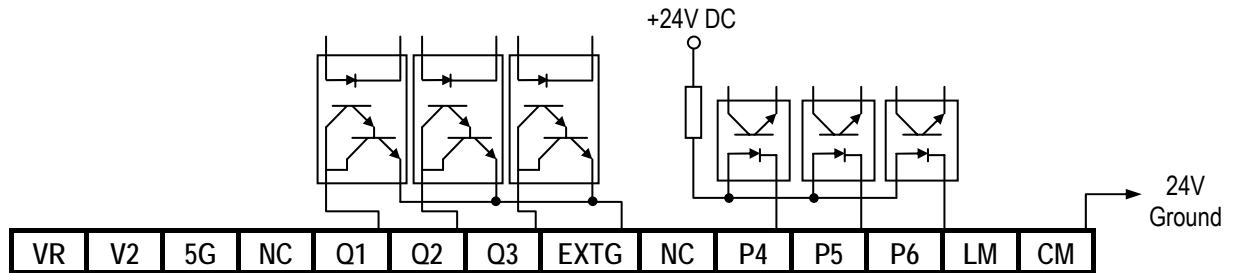 +24V DC
24V
Ground
VR V2 5G NC Q1 Q2 Q3 EXTG NC P4 P5 P6 LM CM